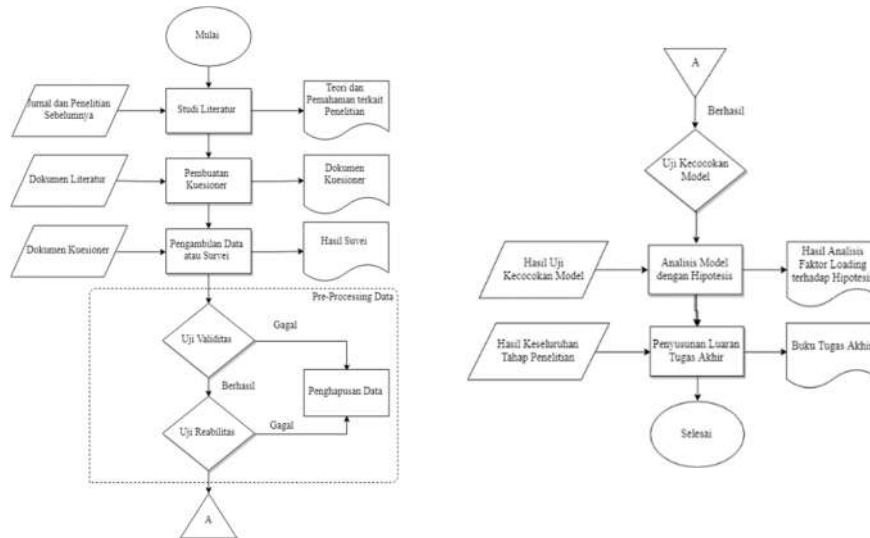 Mulai
Jurnal dan Penelitian
Sebelumnya
Studi Literatur
Teori dan
Pemahaman terkait
Penelitian
Dokumen Literatur
Pembuatan
Kuesioner
Dokumen
Kuesioner
Dokumen Kuesioner
Pengambilan Data
atau Survei
Hasil Survei
Pre-Processing Data
Uji Validitas
Gagal
Berhasil
Penghapusan Data
Uji Reabilitas
Gagal
A
A
Berhasil
Uji Kecocokan
Model
Hasil Uji
Kecocokan Model
Analisis Model
dengan Hipotesis
Hasil Analisis
Faktor Loading
terhadap Hipotesis
Hasil Keseluruhan
Tahap Penelitian
Penyusunan Luaran
Tugas Akhir
Buku Tugas Akhir
Selesai